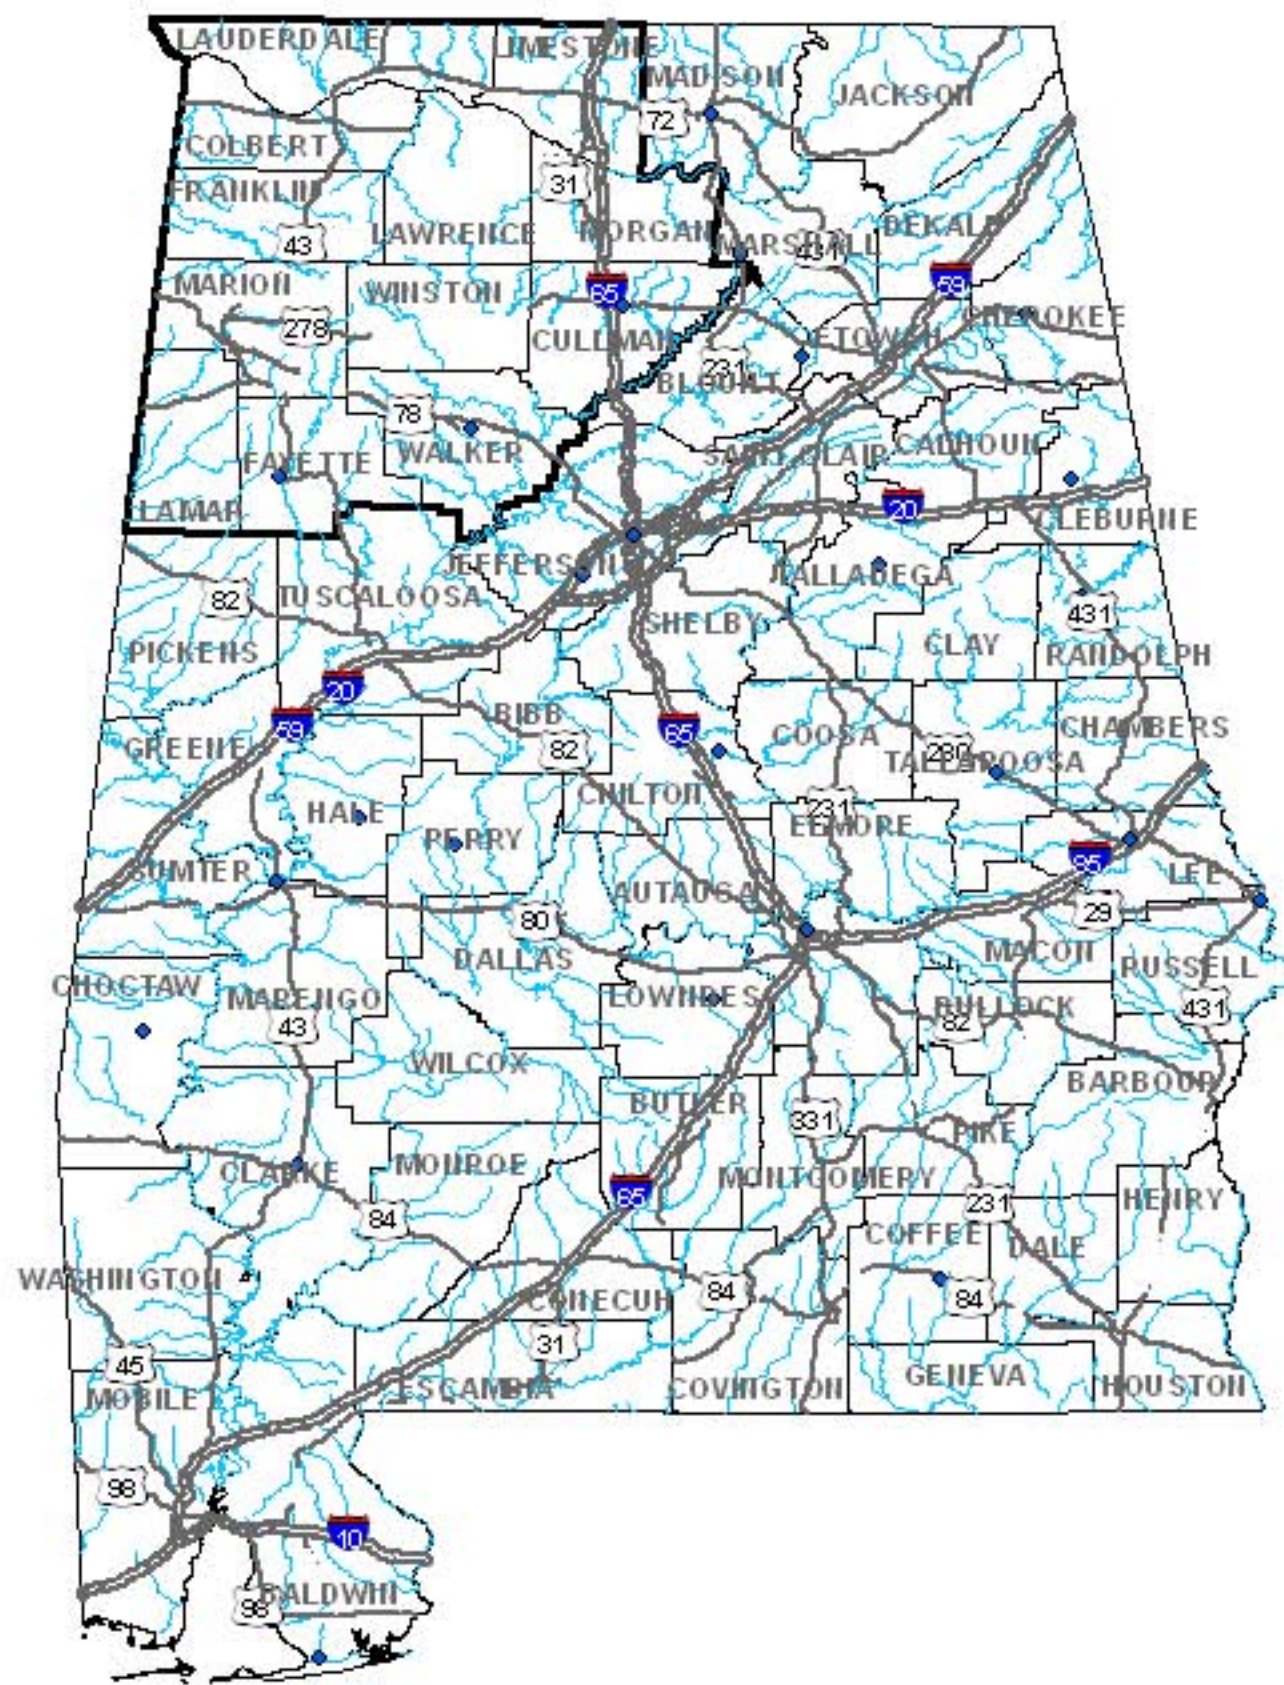 LAUDERDALE
LIMESTONE
MADISON
JACKSON
72
COLBERT
31
FRANKLIN
43
LAWRENCE
MORGAN
MARSHALL
431
DEKALB
MARION
WINSTON
65
59
278
CULLMAN
ETOWAH
CHEROKEE
231
BLOUNT
78
WALKER
FAYETTE
SAINT CLAIR
CALHOUN
LAMAR
20
CLEBURNE
JEFFERSON
TALLADEGA
82
TUSCALOOSA
431
SHELBY
CLAY
PICKENS
RANDOLPH
20
59
BIBB
65
CHAMBERS
GREENE
82
COOSA
280
TALLAPOOSA
HALE
CHILTON
231
PERRY
ELMORE
85
SUMTER
LEE
AUTAUGA
80
29
DALLAS
MACON
RUSSELL
CHOCTAW
MARENGO
LOWNDES
BULLOCK
431
43
82
WILCOX
BARBOUR
BUTLER
331
PIKE
CLARKE
MONROE
MONTGOMERY
65
HENRY
84
231
COFFEE
DALE
WASHINGTON
84
84
CONECUH
31
45
ESCAMBIA
COVINGTON
GENEVA
HOUSTON
MOBILE
98
10
BALDWIN
98